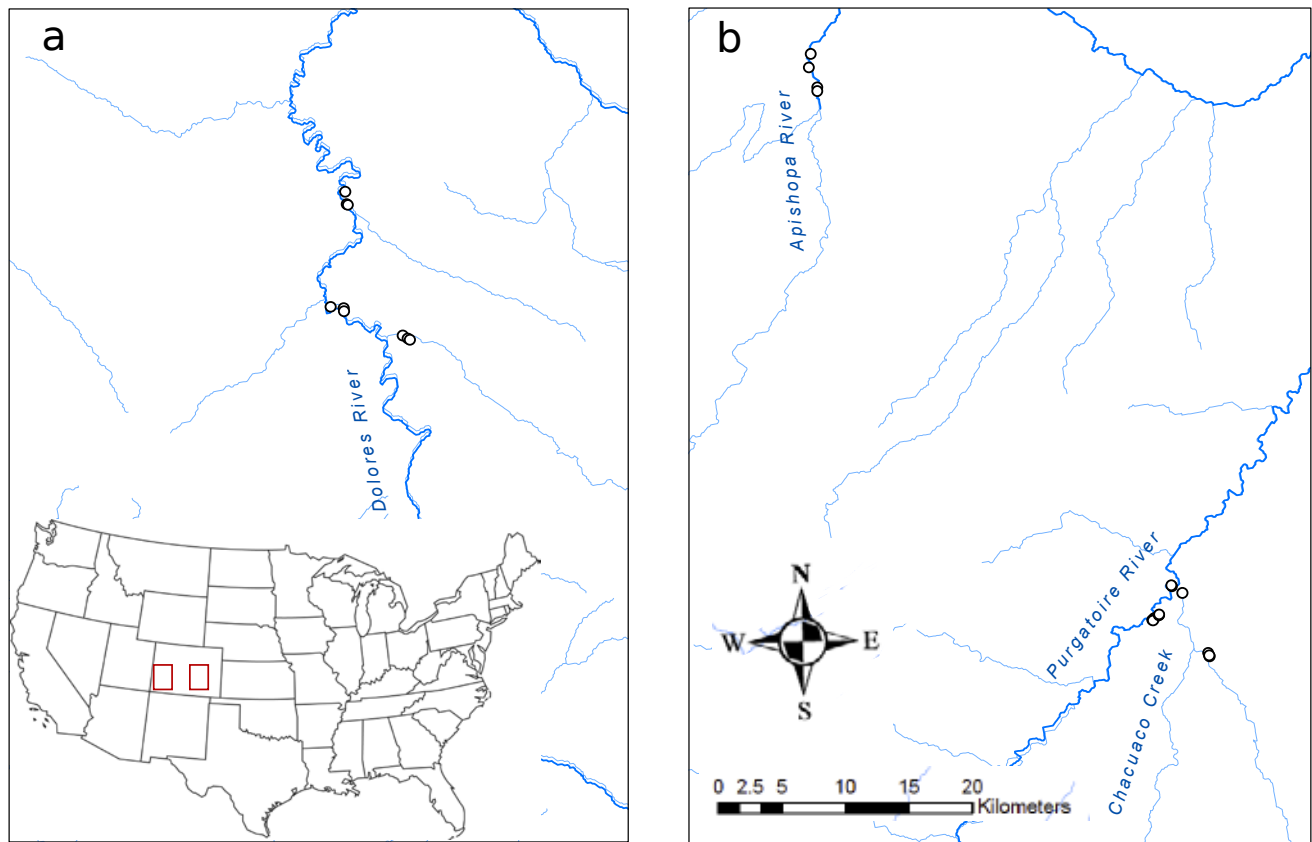 a
Dolores River
b
Apishopa River
Purgatoire River
Chacuaco Creek
N
W
E
S
0 2.5 5 10 15 20
Kilometers